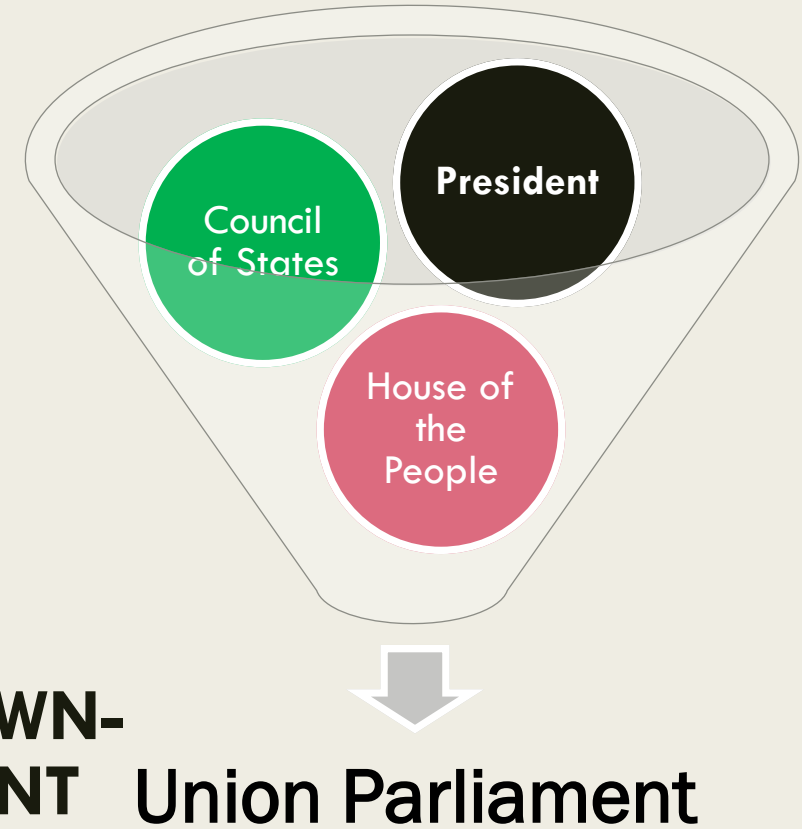 Council
of States
President
House of
the
People
WN-
NT
Union Parliament